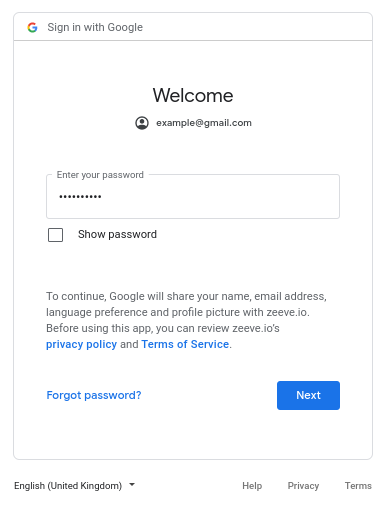 Sign in with Google
Welcome
example@gmail.com
Enter your password
••••••••••
Show password
To continue, Google will share your name, email address,
language preference and profile picture with zeeve.io.
Before using this app, you can review zeeve.io's
privacy policy and Terms of Service.
Forgot password?
Next
English (United Kingdom)
Help Privacy Terms